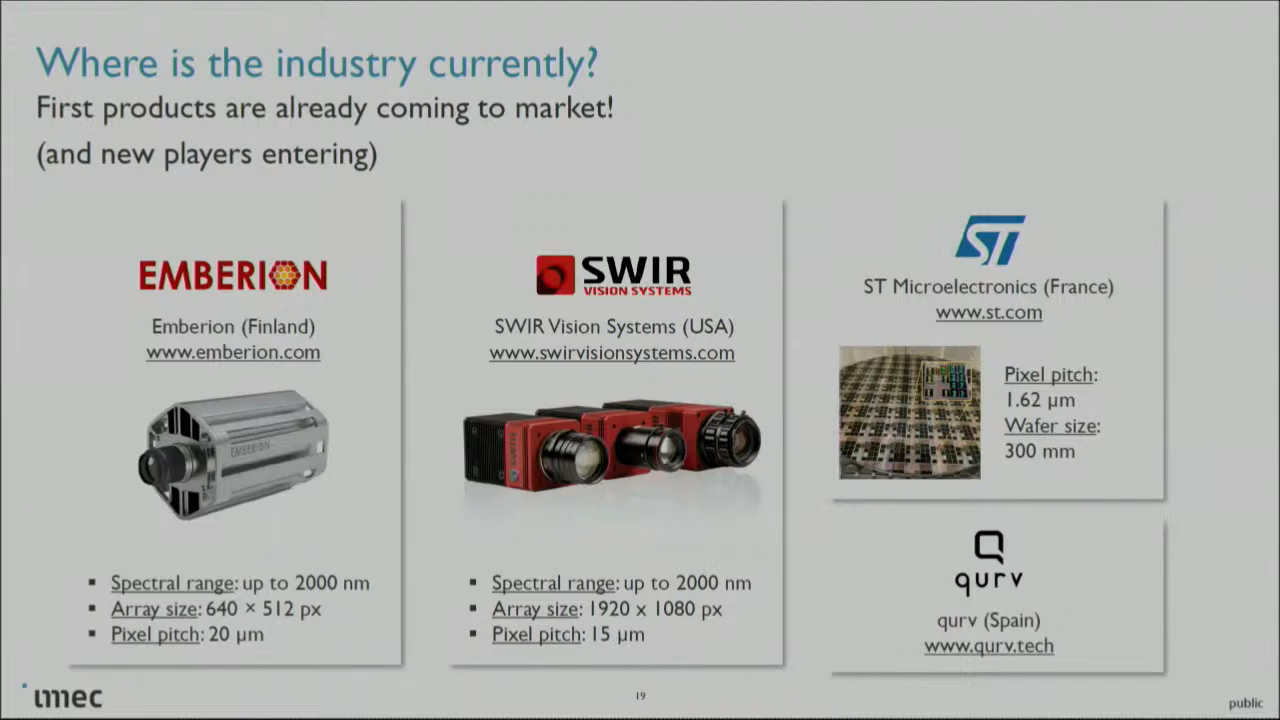 Where is the industry currently?
First products are already coming to market!
(and new players entering)
EMBERION
Emberion (Finland)
www.emberion.com
EMBERION
▪ Spectral range: up to 2000 nm
▪ Array size: 640 × 512 px
▪ Pixel pitch: 20 µm
SWIR
VISION SYSTEMS
SWIR Vision Systems (USA)
www.swirvisionsystems.com
▪ Spectral range: up to 2000 nm
▪ Array size: 1920 x 1080 px
▪ Pixel pitch: 15 µm
ST
ST Microelectronics (France)
www.st.com
Pixel pitch:
1.62 µm
Wafer size:
300 mm
qurv
qurv (Spain)
www.qurv.tech
imec
19
public